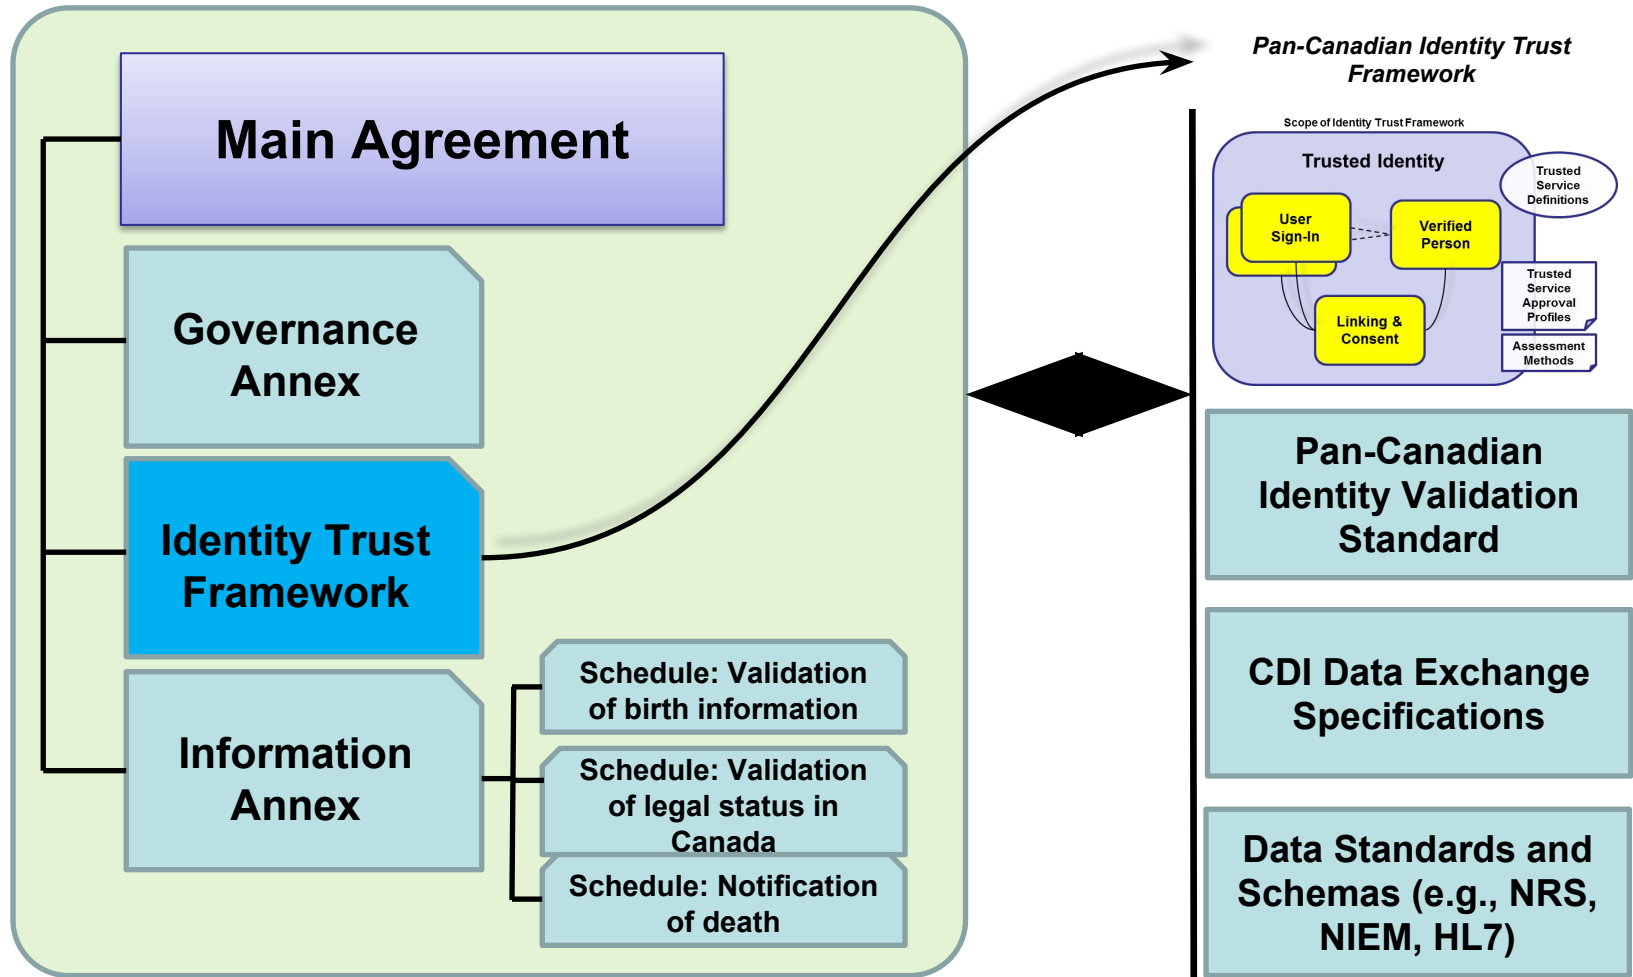 Main Agreement
Governance
Annex
Identity Trust
Framework
Information
Annex
Schedule: Validation
of birth information
Schedule: Validation
of legal status in
Canada
Schedule: Notification
of death
Pan-Canadian Identity Trust
Framework
Scope of Identity Trust Framework
Trusted Identity
User
Sign-In
Verified
Person
Linking &
Consent
Trusted
Service
Definitions
Trusted
Service
Approval
Profiles
Assessment
Methods
Pan-Canadian
Identity Validation
Standard
CDI Data Exchange
Specifications
Data Standards and
Schemas (e.g., NRS,
NIEM, HL7)